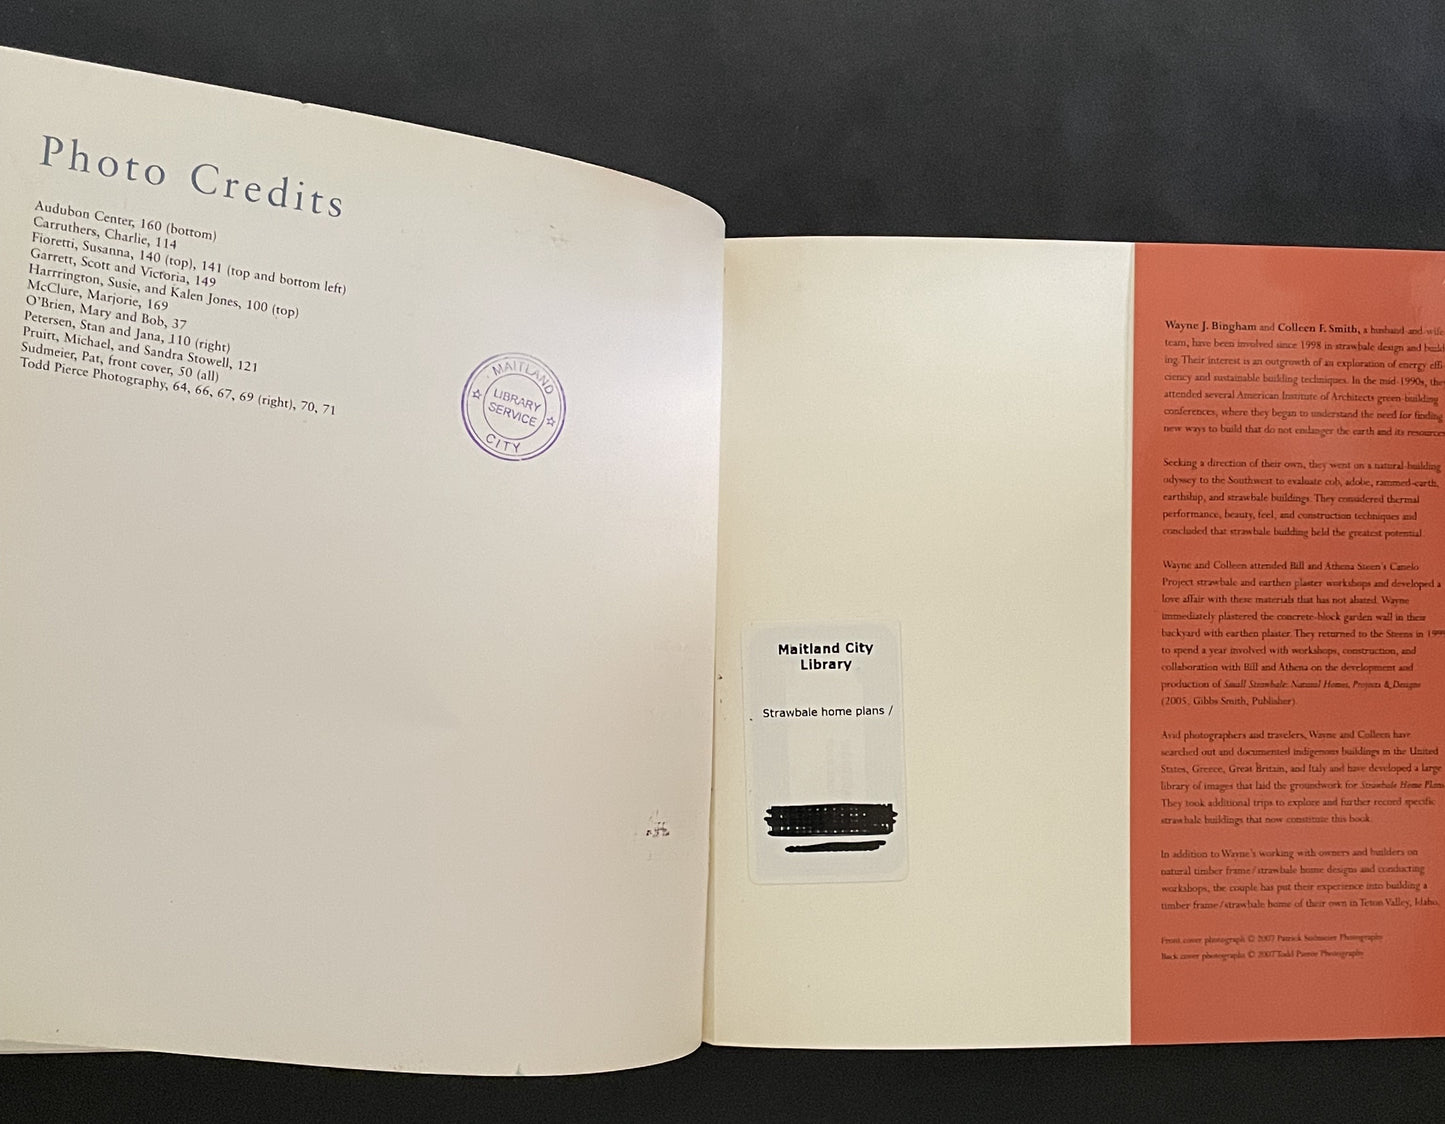 Photo Credits
Audubon Center, 160 (bottom)
Carruthers, Charlie, 114
Fioretti, Susanna, 140 (top), 141 (top and bottom left)
Garrett, Scott and Victoria, 149
Harrrington, Susie, and Kalen Jones, 100 (top)
McClure, Marjorie, 169
O'Brien, Mary and Bob, 37
Petersen, Stan and Jana, 110 (right)
Pruitt, Michael, and Sandra Stowell, 121
Sudmeier, Pat, front cover, 50 (all)
Todd Pierce Photography, 64, 66, 67, 69 (right), 70, 71
MAITLAND
LIBRARY
SERVICE
CITY
Maitland City
Library
Strawbale home plans /
Wayne J. Bingham and Colleen F. Smith, a husband-and-wife
team, have been involved since 1998 in strawbale design and
ing. Their interest is an outgrowth of an exploration of energy effi-
ciency and sustainable building techniques. In the mid-1990s,
attended several American Institute of Architects green-building
conferences, where they began to understand the need for finding
new ways to build that do not endanger the earth and its resources.
Seeking a direction of their own, they went on a natural-building
odyssey to the Southwest to evaluate cob, adobe, rammed-earth,
earthship, and strawbale buildings. They considered thermal
performance, beauty, feel, and construction techniques and
concluded that strawbale building held the greatest potential.
Wayne and Colleen attended Bill and Athena Steen's Canelo
Project strawbale and earthen plaster workshops and developed a
love affair with these materials that has not abated. Wayne
immediately plastered the concrete-block garden wall in their
backyard with earthen plaster. They returned to the Steens in
to spend a year involved with workshops, construction, and
collaboration with Bill and Athena on the development and
production of Small Strawbale: Natural Homes, Projects & Designs
(2005, Gibbs Smith, Publisher).
Avid photographers and travelers, Wayne and Colleen have
searched out and documented indigenous buildings in the United
States, Greece, Great Britain, and Italy and have developed a large
library of images that laid the groundwork for Strawbale Home Plans.
They took additional trips to explore and further record specific
strawbale buildings that now constitute this book.
In addition to Wayne's working with owners and builders on
natural timber frame/strawbale home designs and conducting
workshops, the couple has put their experience into building a
timber frame/strawbale home of their own in Teton Valley, Idaho.
Front cover photograph © 2007 Patrick Sudmeier Photography
Back cover photographs © 2007 Todd Pierce Photography